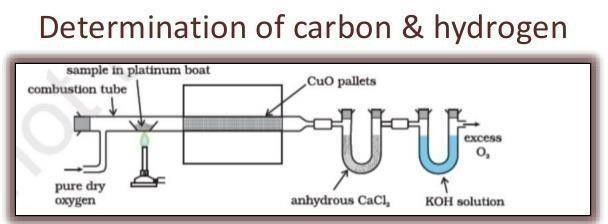 Determination of carbon & hydrogen
sample in platinum boat
combustion tube
CuO pallets
excess
O₂
pure dry
oxygen
anhydrous CaCl₂
KOH solution
not